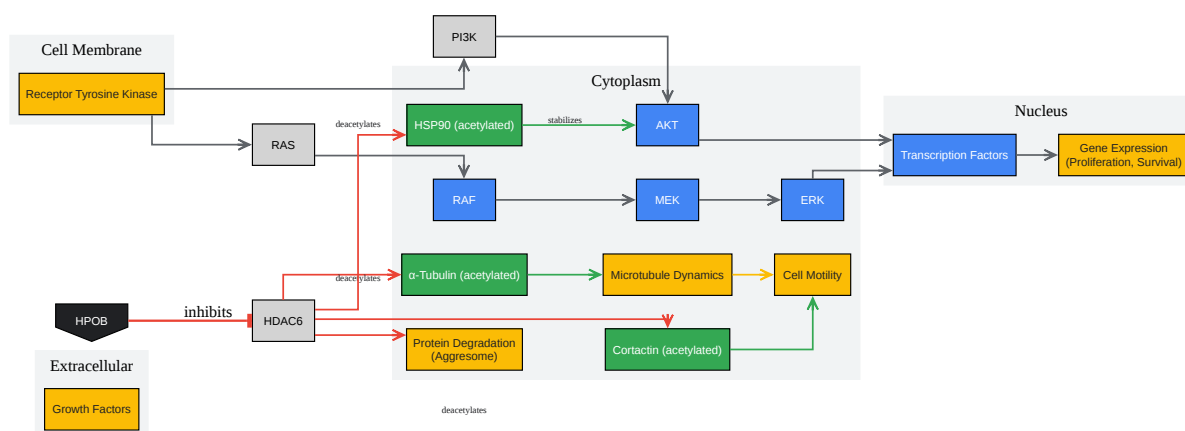 PI3K
Cell Membrane
Receptor Tyrosine Kinase
Cytoplasm
Nucleus
deacetylates
HSP90 (acetylated)
stabilizes
AKT
RAS
Transcription Factors
Gene Expression
(Proliferation, Survival)
RAF
MEK
ERK
deacetylates
α-Tubulin (acetylated)
Microtubule Dynamics
Cell Motility
HPOB
inhibits
HDAC6
Protein Degradation
(Aggresome)
Cortactin (acetylated)
Extracellular
Growth Factors
deacetylates